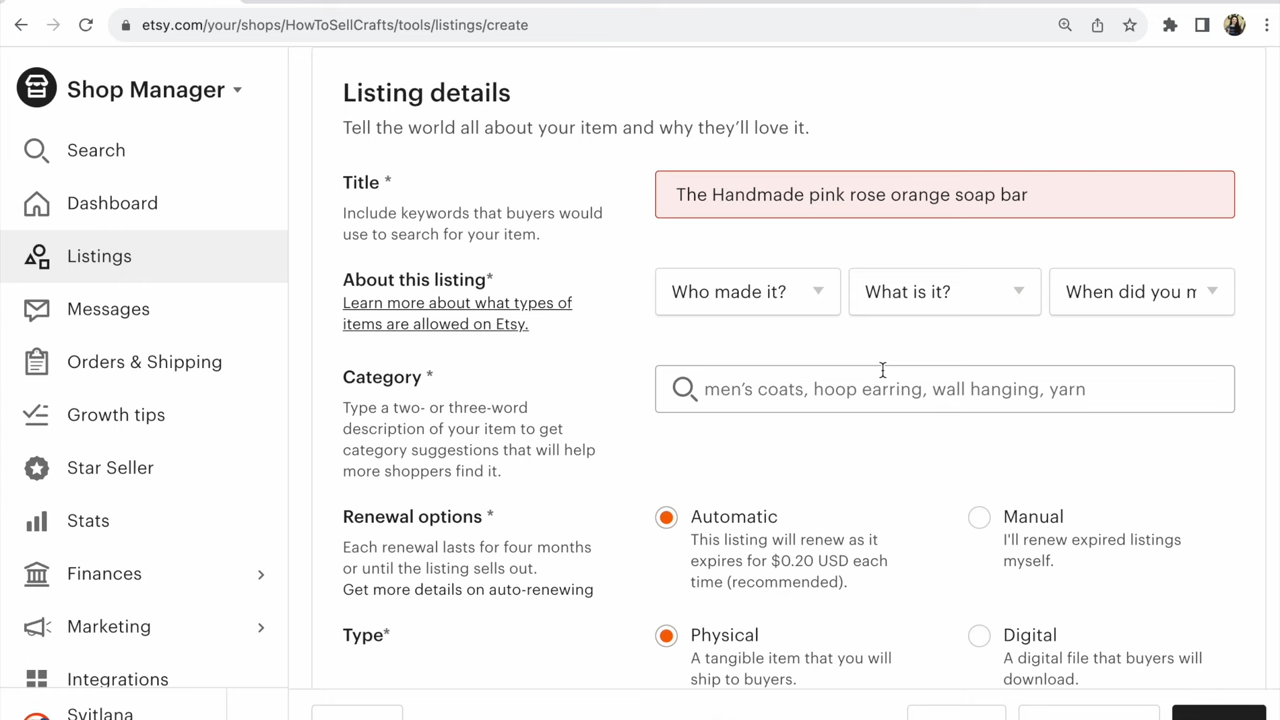 etsy.com/your/shops/HowToSellCrafts/tools/listings/create
Shop Manager
Search
Dashboard
Listings
Messages
Orders & Shipping
Growth tips
Star Seller
Stats
Finances
Marketing
Integrations
Svitlana
Listing details
Tell the world all about your item and why they'll love it.
Title *
Include keywords that buyers would
use to search for your item.
The Handmade pink rose orange soap bar
About this listing*
Learn more about what types of
items are allowed on Etsy.
Who made it?
What is it?
When did you m
Category *
Type a two- or three-word
description of your item to get
category suggestions that will help
more shoppers find it.
men's coats, hoop earring, wall hanging, yarn
Renewal options *
Each renewal lasts for four months
or until the listing sells out.
Get more details on auto-renewing
Automatic
This listing will renew as it
expires for $0.20 USD each
time (recommended).
Manual
I'll renew expired listings
myself.
Type*
Physical
A tangible item that you will
ship to buyers.
Digital
A digital file that buyers will
download.